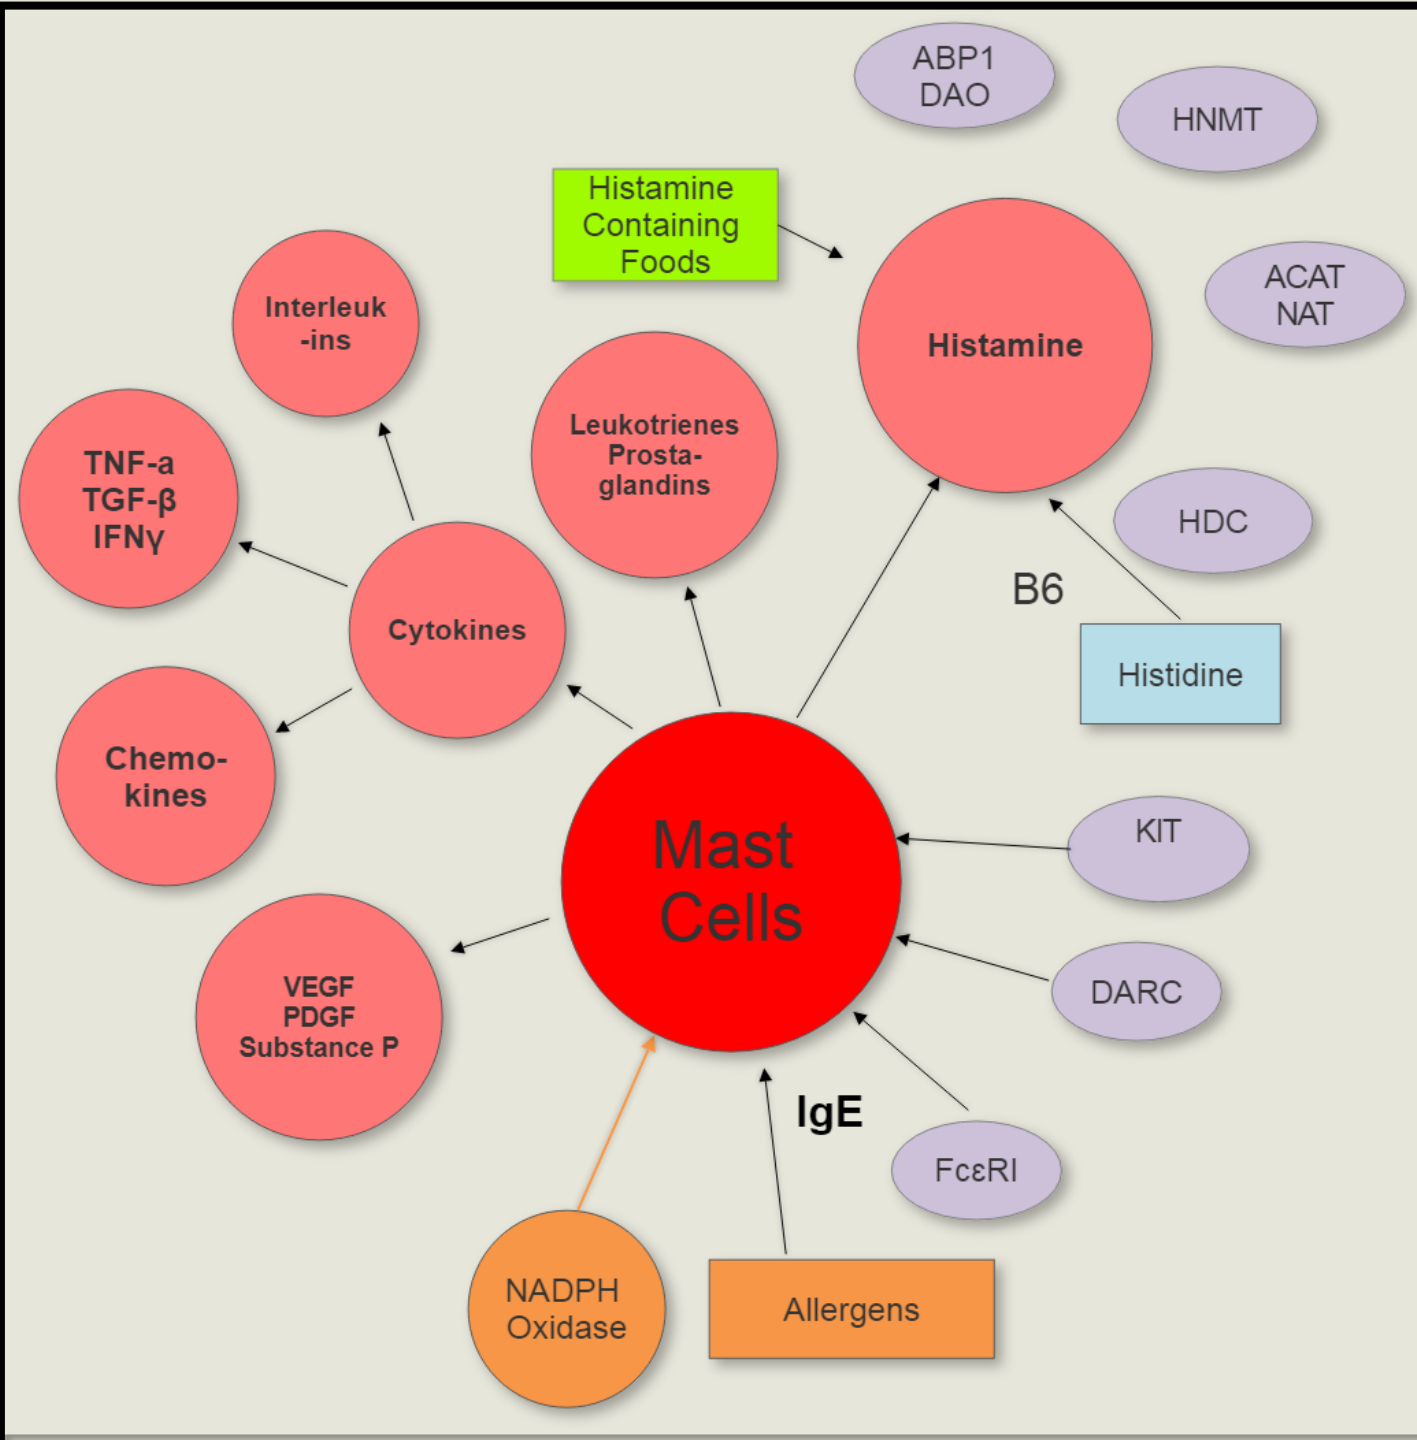 ABP1
DAO
HNMT
Histamine
Containing
Foods
ACAT
NAT
Interleuk
-ins
Histamine
Leukotrienes
Prosta-
glandins
TNF-a
TGF-β
IFNγ
HDC
B6
Cytokines
Histidine
Chemo-
kines
Mast
Cells
KIT
VEGF
PDGF
Substance P
DARC
IgE
FcεRI
NADPH
Oxidase
Allergens